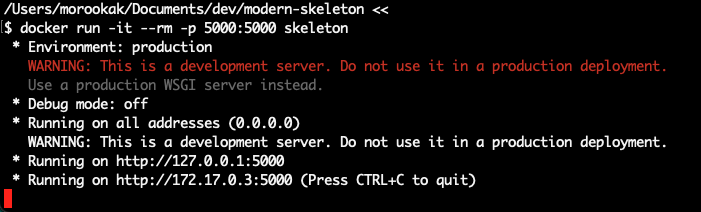 /Users/morookak/Documents/dev/modern-skeleton <<
$ docker run -it --rm -p 5000:5000 skeleton
* Environment: production
WARNING: This is a development server. Do not use it in a production deployment.
Use a production WSGI server instead.
* Debug mode: off
* Running on all addresses (0.0.0.0)
WARNING: This is a development server. Do not use it in a production deployment.
* Running on http://127.0.0.1:5000
* Running on http://172.17.0.3:5000 (Press CTRL+C to quit)